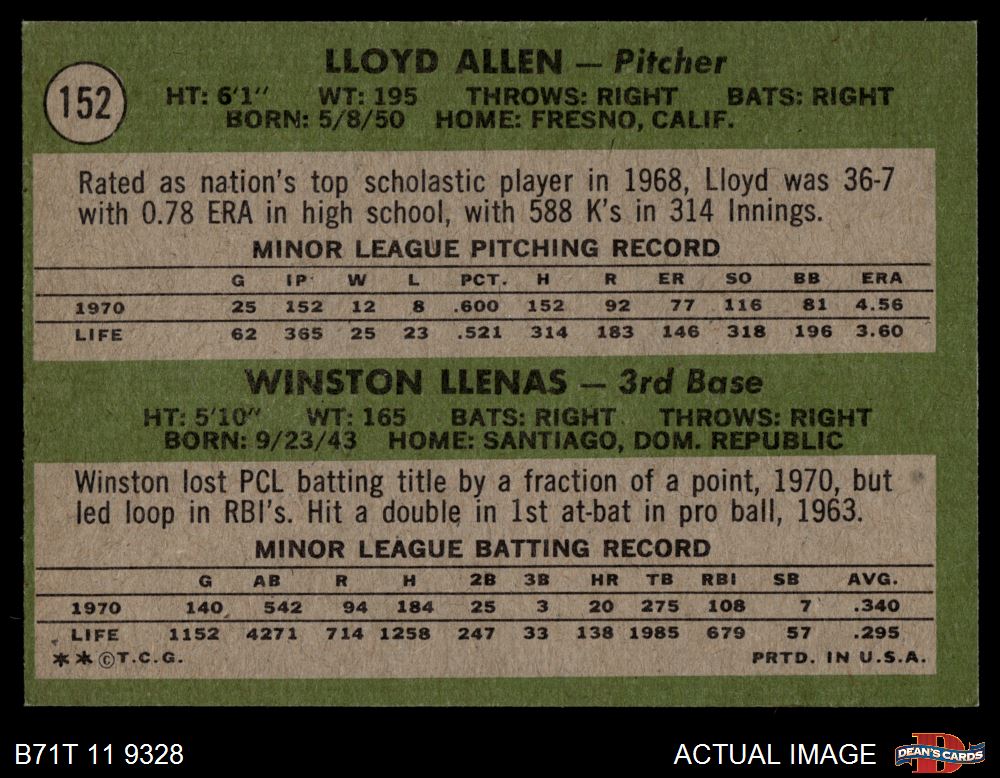 152
LLOYD ALLEN — Pitcher
HT: 6'1" WT: 195 THROWS: RIGHT BATS: RIGHT
BORN: 5/8/50 HOME: FRESNO, CALIF.
Rated as nation's top scholastic player in 1968, Lloyd was 36-7
with 0.78 ERA in high school, with 588 K's in 314 Innings.
MINOR LEAGUE PITCHING RECORD
G IP W L PCT. H R ER SO BB ERA
1970 25 152 12 8 .600 152 92 77 116 81 4.56
LIFE 62 365 25 23 .521 314 183 146 318 196 3.60
WINSTON LLENAS — 3rd Base
HT: 5'10" WT: 165 BATS: RIGHT THROWS: RIGHT
BORN: 9/23/43 HOME: SANTIAGO, DOM. REPUBLIC
Winston lost PCL batting title by a fraction of a point, 1970, but
led loop in RBI's. Hit a double in 1st at-bat in pro ball, 1963.
MINOR LEAGUE BATTING RECORD
G AB R H 2B 3B HR TB RBI SB AVG.
1970 140 542 94 184 25 3 20 275 108 7 .340
LIFE 1152 4271 714 1258 247 33 138 1985 679 57 .295
** ©T.C.G. PRTD. IN U.S.A.
B71T 11 9328 ACTUAL IMAGE D DEAN'S CARDS